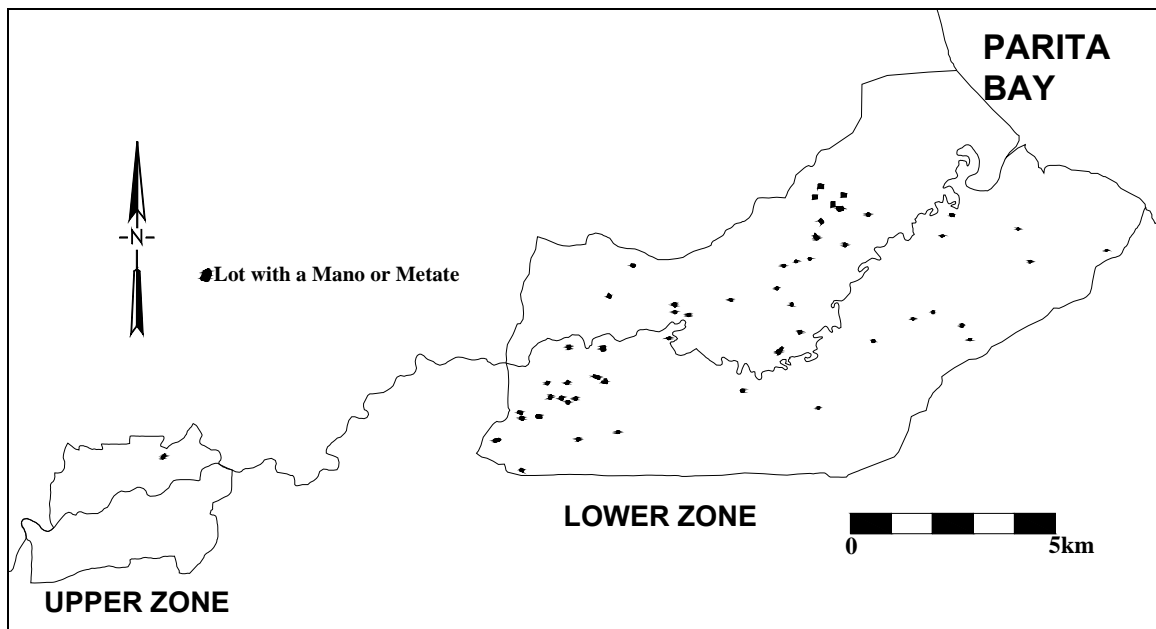 PARITA
BAY
-N-
Lot with a Mano or Metate
LOWER ZONE
0 5km
UPPER ZONE